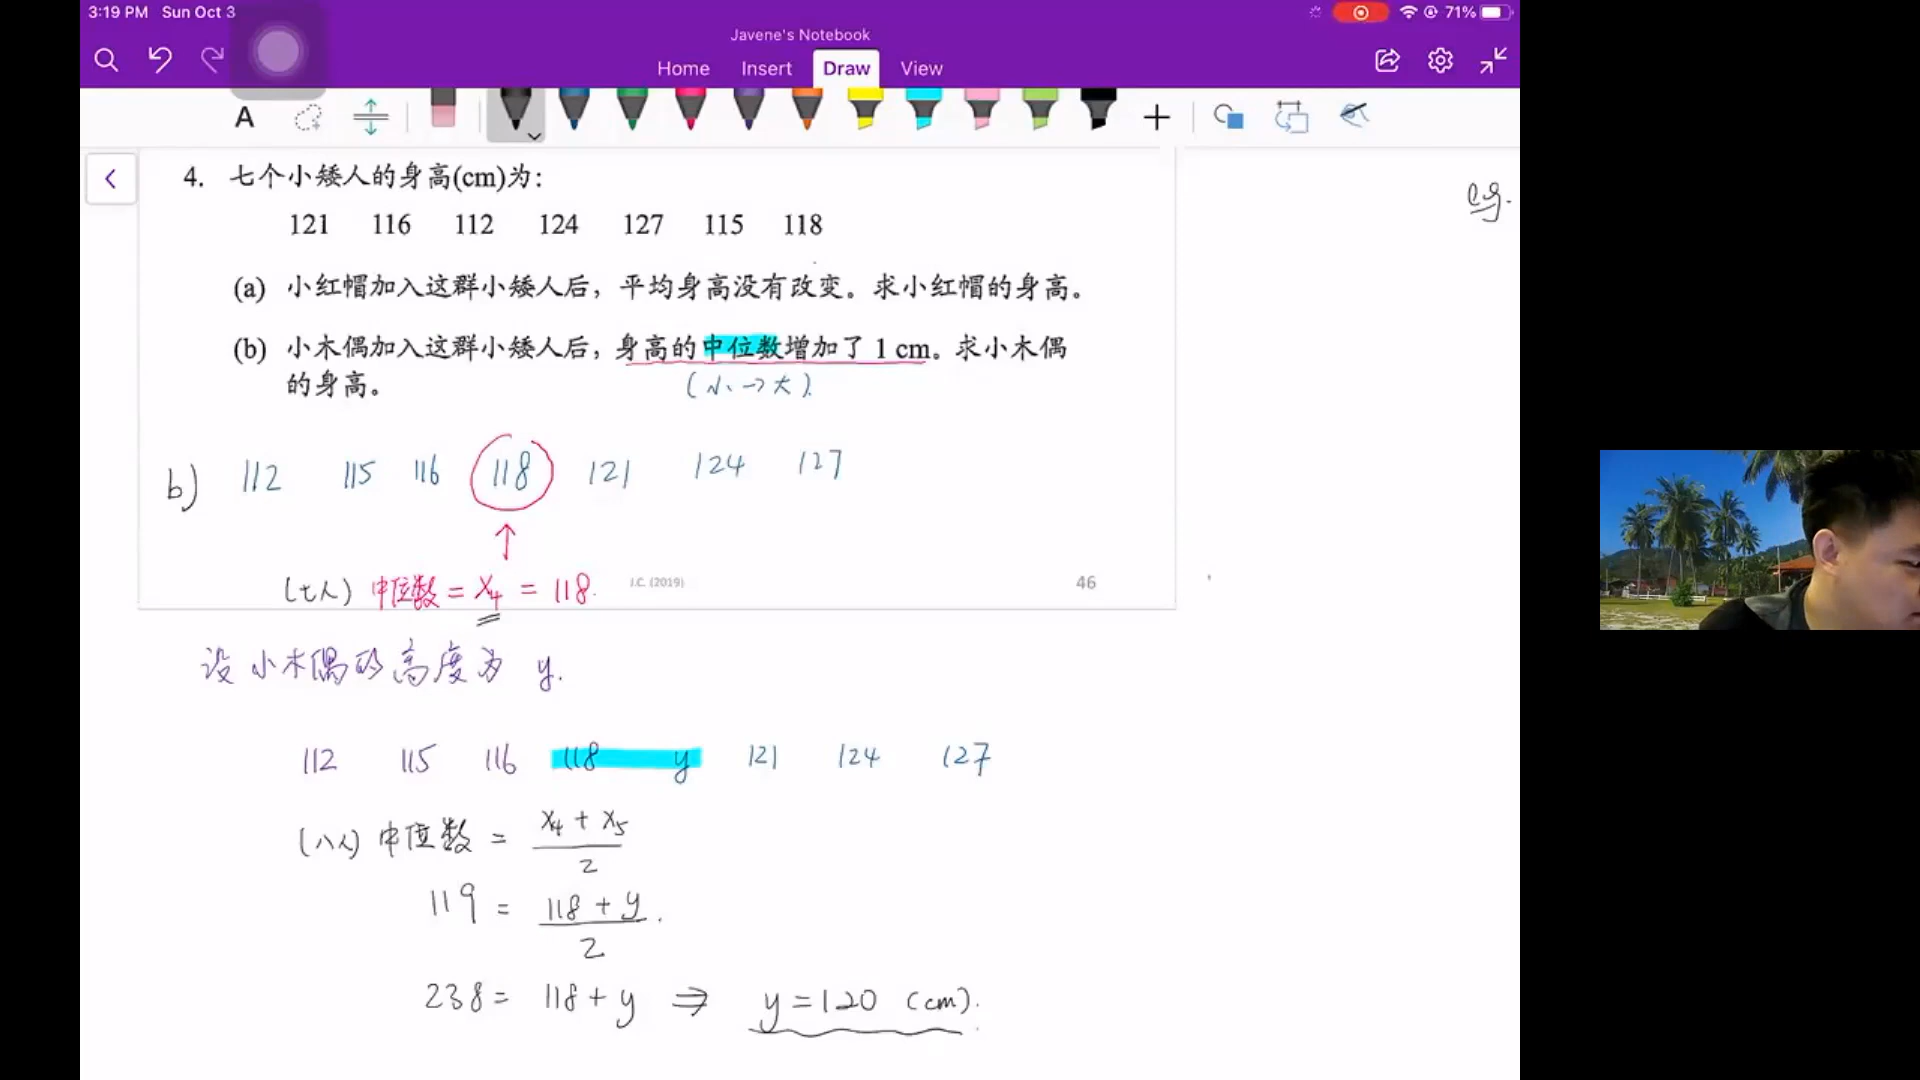 3:19 PM Sun Oct 3
71%
Javene's Notebook
Home Insert Draw View
A
4. 七个小矮人的身高(cm)为:
121 116 112 124 127 115 118
(a) 小红帽加入这群小矮人后，平均身高没有改变。求小红帽的身高。
(b) 小木偶加入这群小矮人后，身高的中位数增加了 1 cm。求小木偶
的身高。
(小→大).
eg.
b) 112 115 116 118 121 124 127
↑
(七人) 中位数 = x₄ = 118.
J.C. (2019)
46
设小木偶的高度为 y.
112 115 116 118 y 121 124 127
(八人) 中位数 = (x₄ + x₅)/2
119 = (118 + y)/2.
238 = 118 + y ⇒ y = 120 (cm).